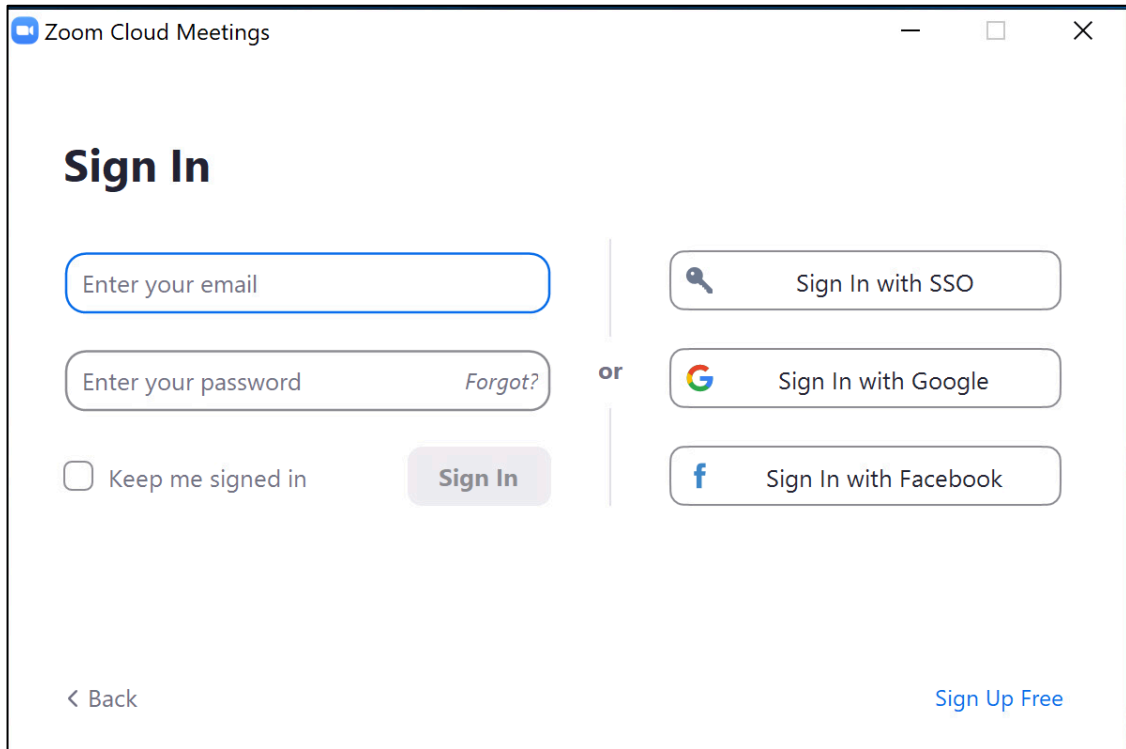 Zoom Cloud Meetings
Sign In
Enter your email
Enter your password
Forgot?
Keep me signed in
Sign In
or
Sign In with SSO
Sign In with Google
Sign In with Facebook
Back
Sign Up Free